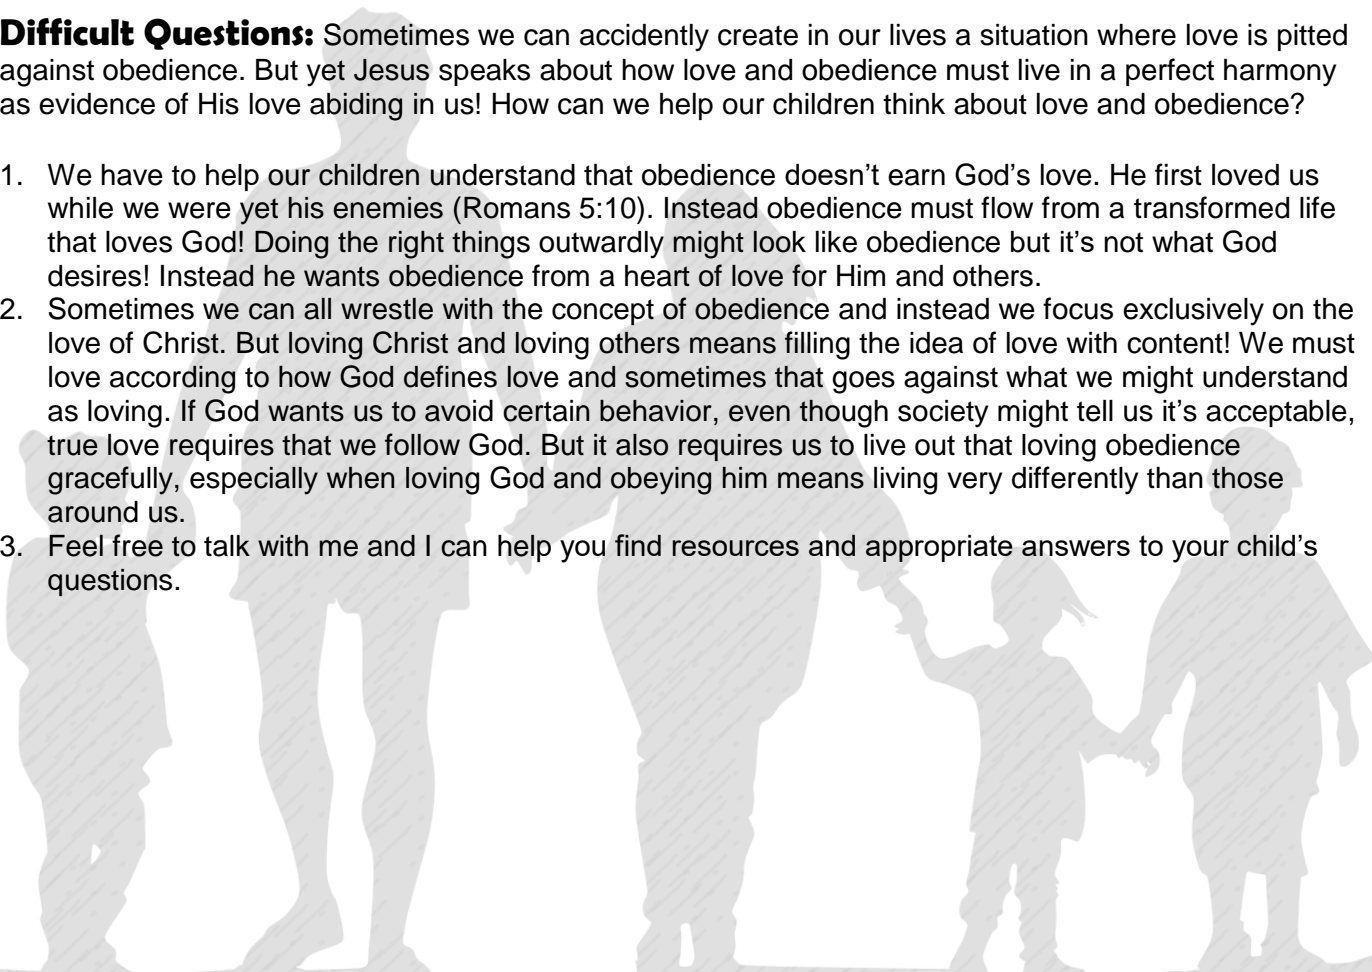 Difficult Questions: Sometimes we can accidently create in our lives a situation where love is pitted
against obedience. But yet Jesus speaks about how love and obedience must live in a perfect harmony
as evidence of His love abiding in us! How can we help our children think about love and obedience?
1. We have to help our children understand that obedience doesn’t earn God’s love. He first loved us
while we were yet his enemies (Romans 5:10). Instead obedience must flow from a transformed life
that loves God! Doing the right things outwardly might look like obedience but it’s not what God
desires! Instead he wants obedience from a heart of love for Him and others.
2. Sometimes we can all wrestle with the concept of obedience and instead we focus exclusively on the
love of Christ. But loving Christ and loving others means filling the idea of love with content! We must
love according to how God defines love and sometimes that goes against what we might understand
as loving. If God wants us to avoid certain behavior, even though society might tell us it’s acceptable,
true love requires that we follow God. But it also requires us to live out that loving obedience
gracefully, especially when loving God and obeying him means living very differently than those
around us.
3. Feel free to talk with me and I can help you find resources and appropriate answers to your child’s
questions.